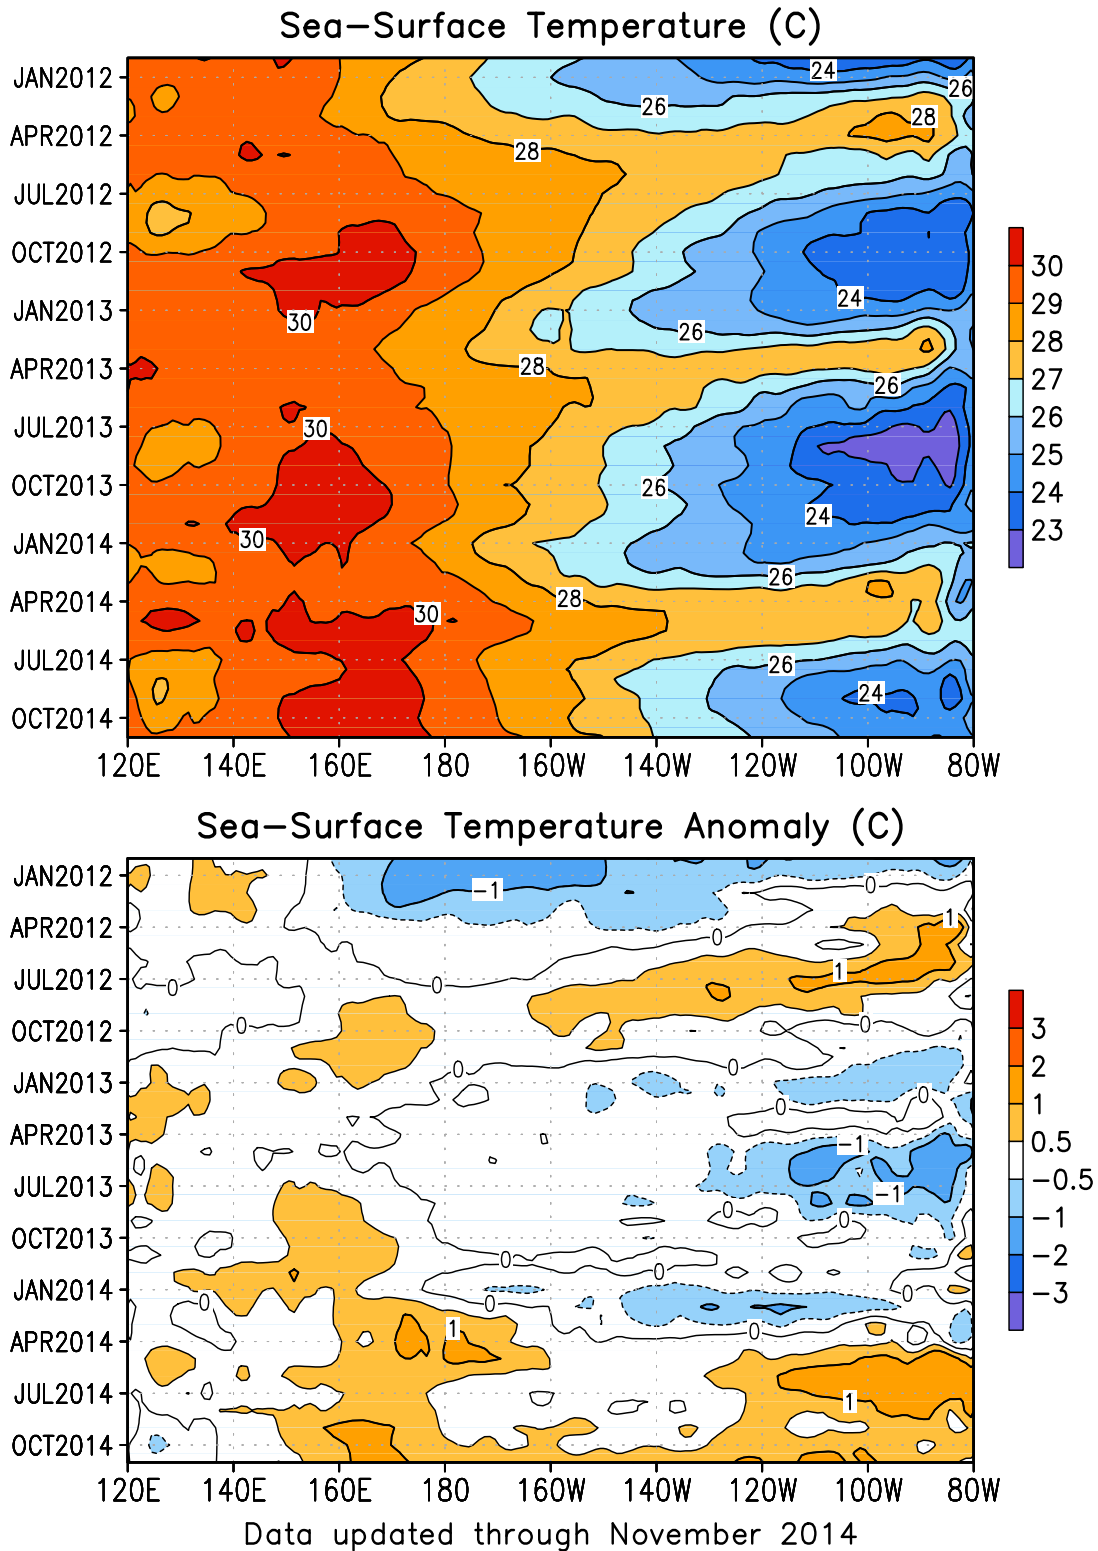 Sea-Surface Temperature (C)
JAN2012
APR2012
JUL2012
OCT2012
JAN2013
APR2013
JUL2013
OCT2013
JAN2014
APR2014
JUL2014
OCT2014
24
26
26
28
28
24
30
26
28
26
30
26
24
30
26
28
30
26
24
30
29
28
27
26
25
24
23
120E 140E 160E 180 160W 140W 120W 100W 80W
Sea-Surface Temperature Anomaly (C)
JAN2012
APR2012
JUL2012
OCT2012
JAN2013
APR2013
JUL2013
OCT2013
JAN2014
APR2014
JUL2014
OCT2014
-1
0
1
0
1
0
0
0
0
0
0
0
0
-1
-1
0
0
0
0
0
0
0
1
0
1
3
2
1
0.5
-0.5
-1
-2
-3
120E 140E 160E 180 160W 140W 120W 100W 80W
Data updated through November 2014